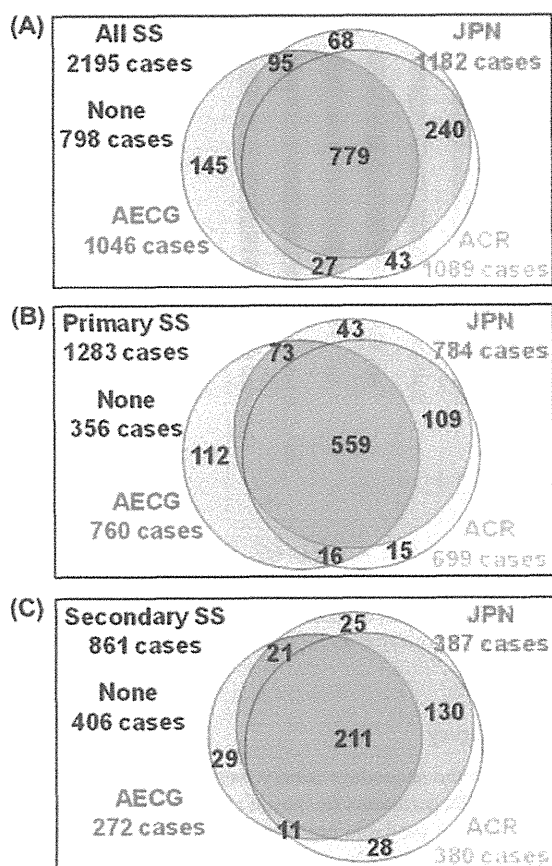 (A)
All SS
2195 cases
None
798 cases
AECG
1046 cases
JPN
1182 cases
ACR
1089 cases
68
95
240
145
779
27
43
(B)
Primary SS
1283 cases
None
356 cases
AECG
760 cases
JPN
784 cases
ACR
699 cases
43
73
109
112
559
16
15
(C)
Secondary SS
861 cases
None
406 cases
AECG
272 cases
JPN
387 cases
ACR
380 cases
25
21
130
211
29
11
28